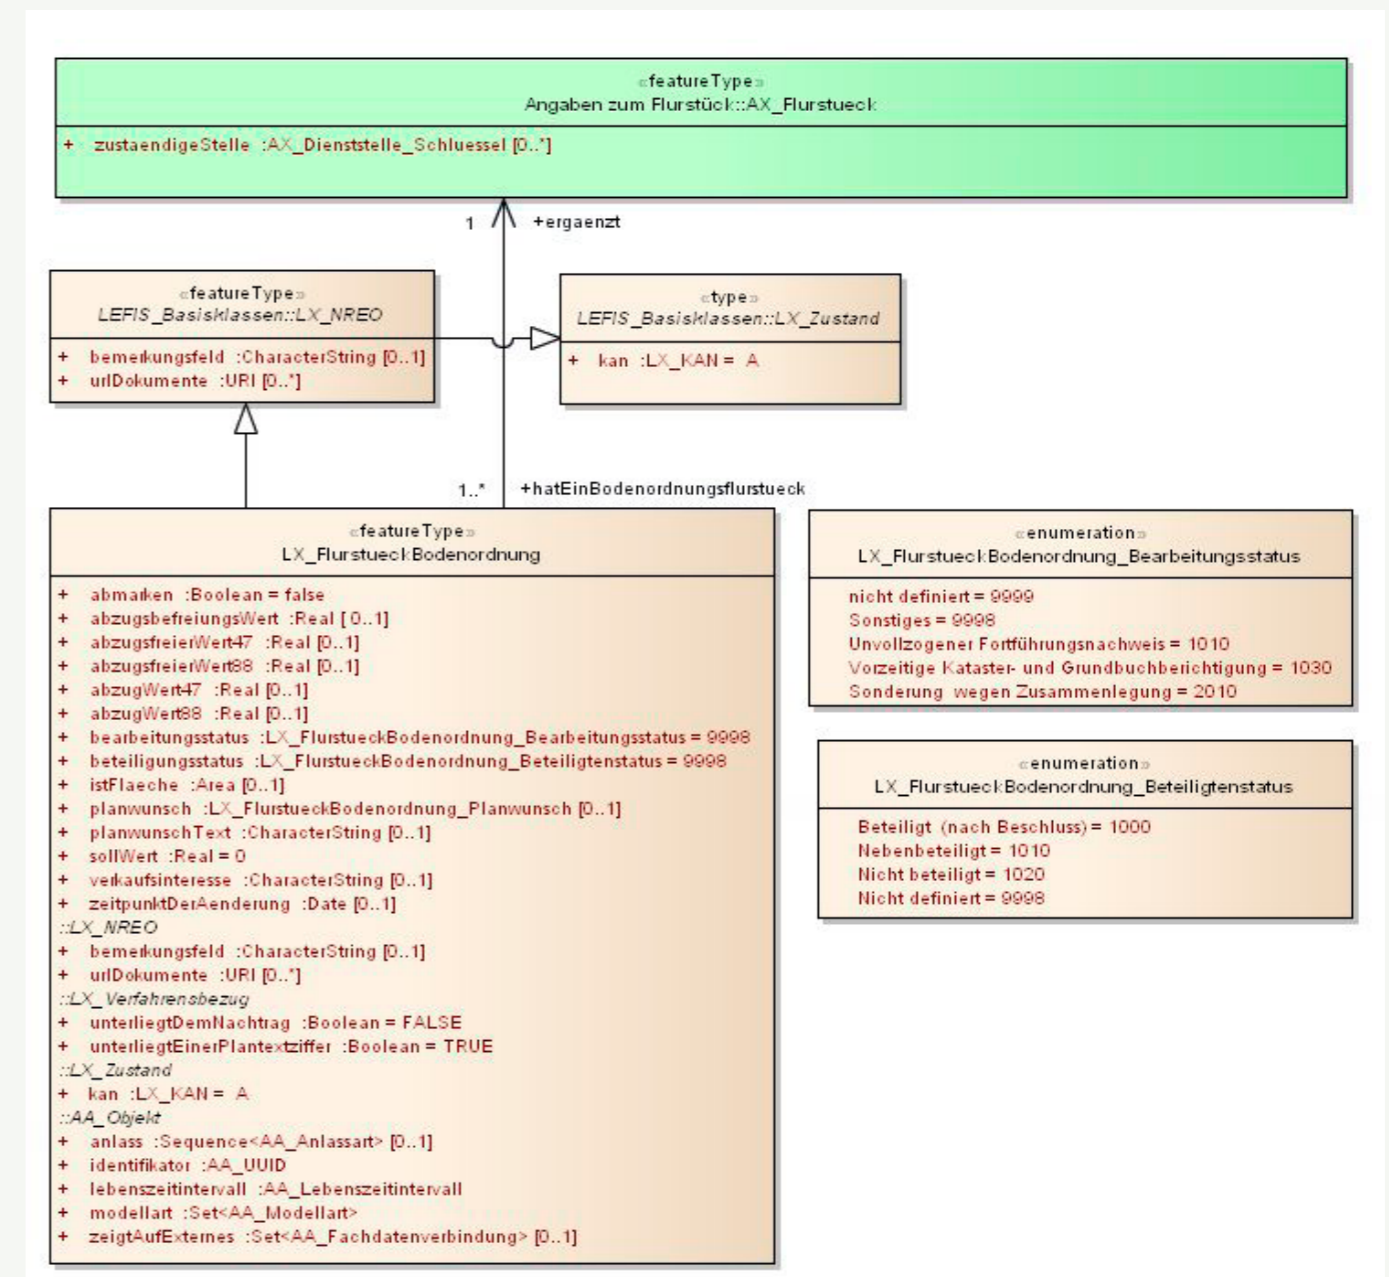 «featureType»
Angaben zum Flurstück::AX_Flurstueck
+ zustaendigeStelle :AX_Dienststelle_Schluessel [0..*]
1 +ergaenzt
«featureType»
LEFIS_Basisklassen::LX_NREO
+ bemerkungsfeld :CharacterString [0..1]
+ urlDokumente :URI [0..*]
«type»
LEFIS_Basisklassen::LX_Zustand
+ kan :LX_KAN = A
1..* +hatEinBodenordnungsflurstueck
«featureType»
LX_FlurstueckBodenordnung
+ abmarken :Boolean = false
+ abzugsbefreiungsWert :Real [ 0..1]
+ abzugsfreierWert47 :Real [0..1]
+ abzugsfreierWert88 :Real [0..1]
+ abzugWert47 :Real [0..1]
+ abzugWert88 :Real [0..1]
+ bearbeitungsstatus :LX_FlurstueckBodenordnung_Bearbeitungsstatus = 9998
+ beteiligungsstatus :LX_FlurstueckBodenordnung_Beteiligtenstatus = 9998
+ istFlaeche :Area [0..1]
+ planwunsch :LX_FlurstueckBodenordnung_Planwunsch [0..1]
+ planwunschText :CharacterString [0..1]
+ sollWert :Real = 0
+ verkaufsinteresse :CharacterString [0..1]
+ zeitpunktDerAenderung :Date [0..1]
::LX_NREO
+ bemerkungsfeld :CharacterString [0..1]
+ urlDokumente :URI [0..*]
::LX_Verfahrensbezug
+ unterliegtDemNachtrag :Boolean = FALSE
+ unterliegtEinerPlantextziffer :Boolean = TRUE
::LX_Zustand
+ kan :LX_KAN = A
::AA_Objekt
+ anlass :Sequence<AA_Anlassart> [0..1]
+ identifikator :AA_UUID
+ lebenszeitintervall :AA_Lebenszeitintervall
+ modellart :Set<AA_Modellart>
+ zeigtAufExternes :Set<AA_Fachdatenverbindung> [0..1]
«enumeration»
LX_FlurstueckBodenordnung_Bearbeitungsstatus
nicht definiert = 9999
Sonstiges = 9998
Unvollzogener Fortführungsnachweis = 1010
Vorzeitige Kataster- und Grundbuchberichtigung = 1030
Sonderung wegen Zusammenlegung = 2010
«enumeration»
LX_FlurstueckBodenordnung_Beteiligtenstatus
Beteiligt (nach Beschluss) = 1000
Nebenbeteiligt = 1010
Nicht beteiligt = 1020
Nicht definiert = 9998